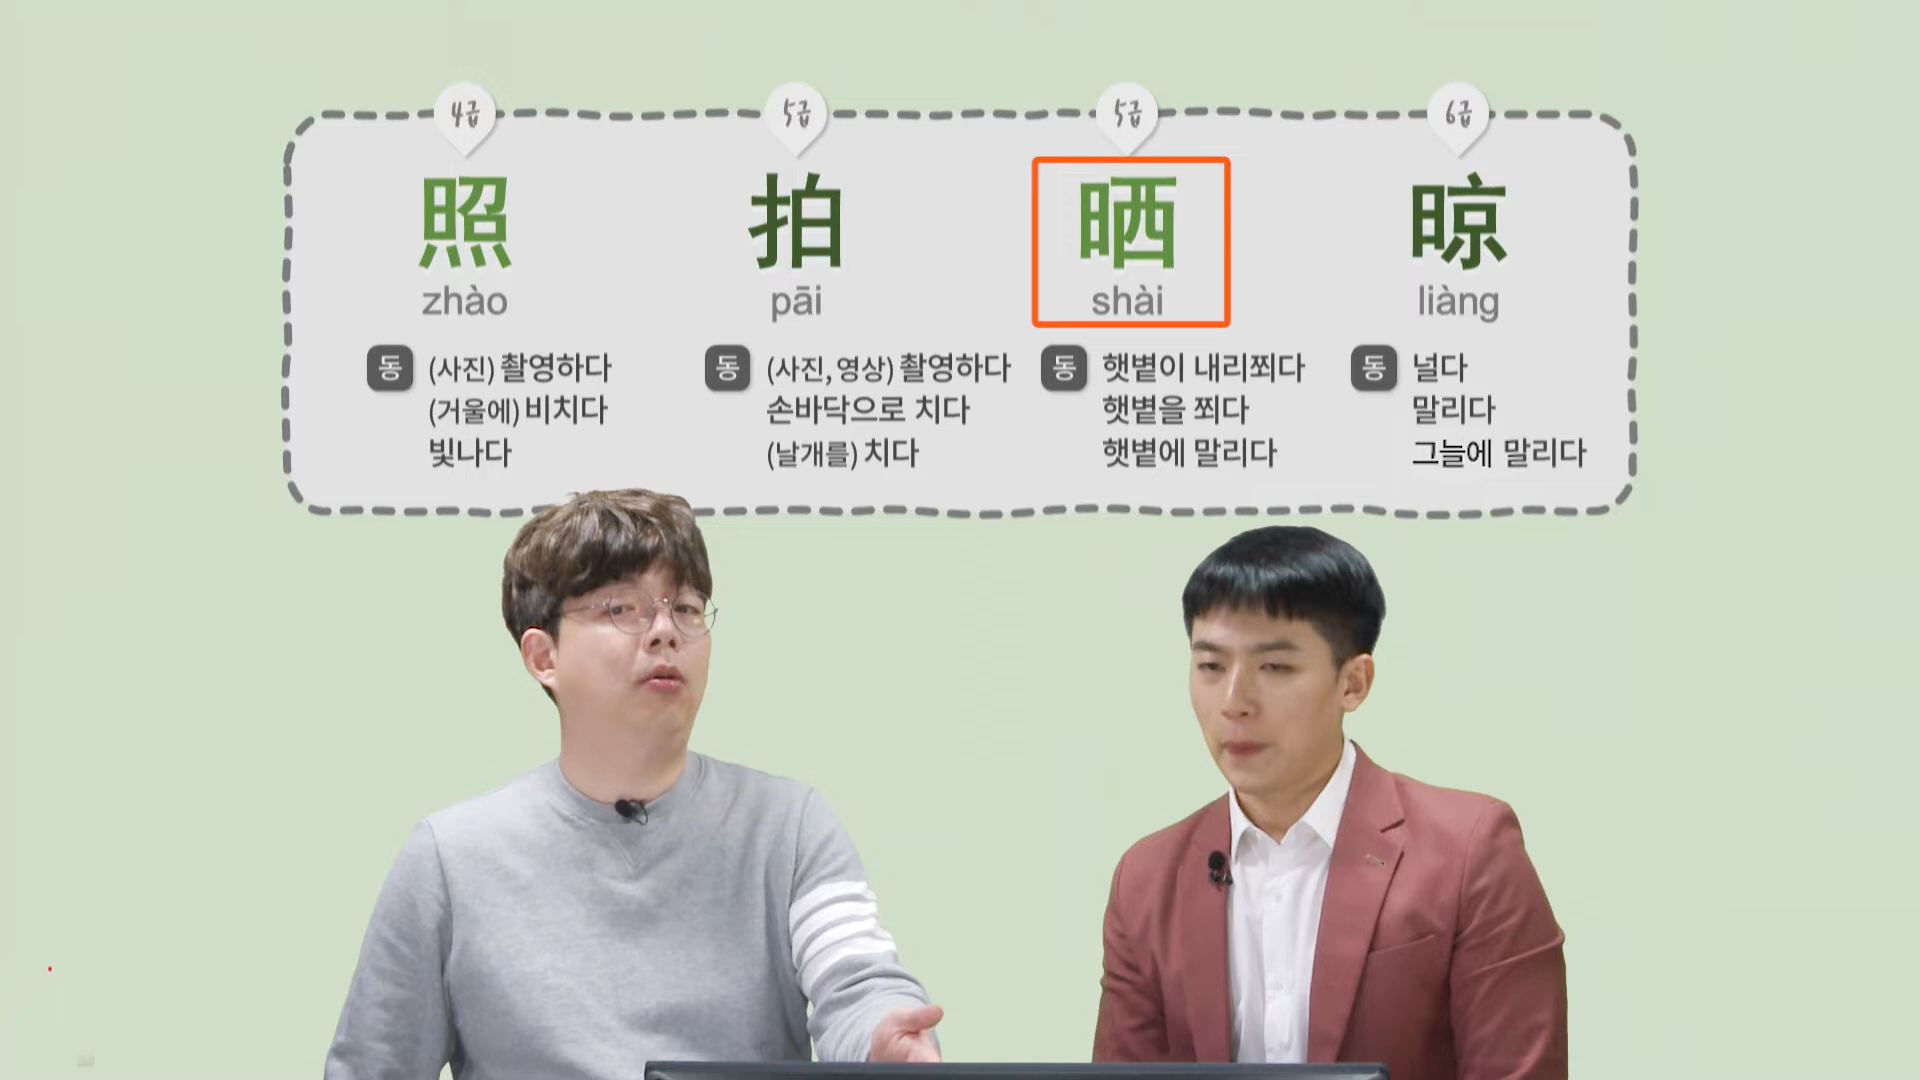 4급 5급 5급 6급
照 拍 晒 晾
zhào pāi shài liàng
동 (사진) 촬영하다
(거울에) 비치다
빛나다
동 (사진, 영상) 촬영하다
손바닥으로 치다
(날개를) 치다
동 햇볕이 내리쬐다
햇볕을 쬐다
햇볕에 말리다
동 널다
말리다
그늘에 말리다